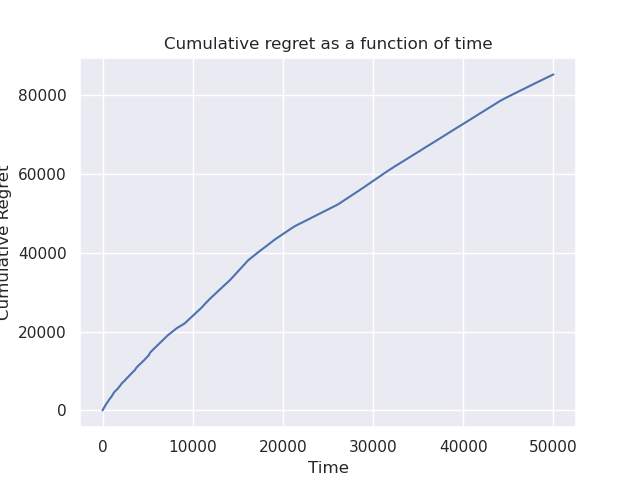 Cumulative regret as a function of time
80000
60000
40000
20000
0
Cumulative Regret
0 10000 20000 30000 40000 50000
Time